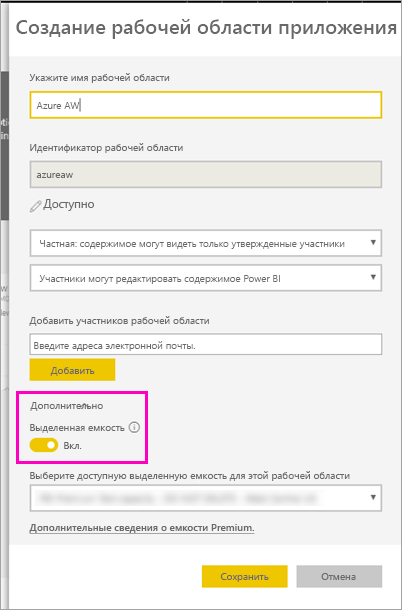 Создание рабочей области приложения
Укажите имя рабочей области
Azure AW
Идентификатор рабочей области
azureaw
Доступно
Частная: содержимое могут видеть только утвержденные участники
Участники могут редактировать содержимое Power BI
Добавить участников рабочей области
Введите адреса электронной почты.
Добавить
Дополнительно
Выделенная емкость
Вкл.
Выберите доступную выделенную емкость для этой рабочей области
Дополнительные сведения о емкости Premium.
Сохранить
Отмена